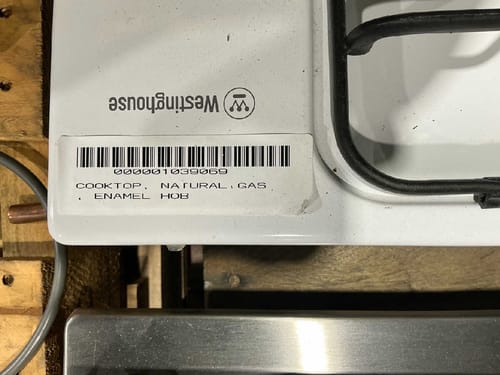 Westinghouse
000001039069
COOKTOP, NATURAL GAS
, ENAMEL HOB